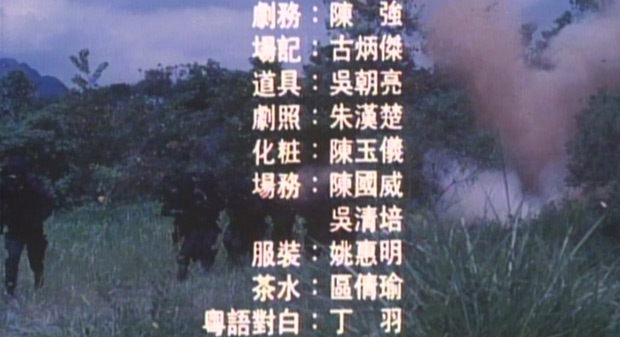 劇務：陳強
場記：古炳傑
道具：吳朝亮
劇照：朱漢楚
化粧：陳玉儀
場務：陳國威
吳清培
服裝：姚惠明
茶水：區倩瑜
粵語對白：丁羽